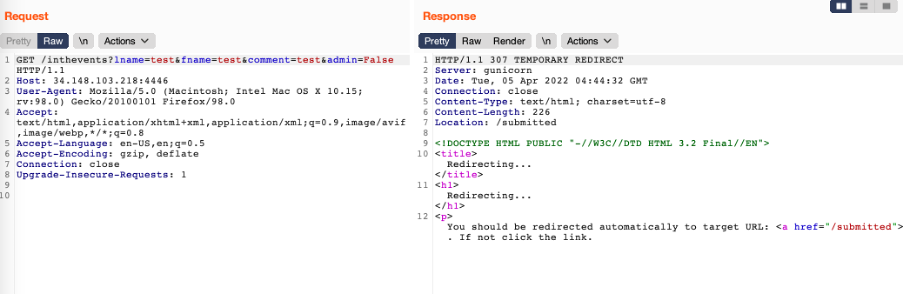 Request
Pretty Raw \n Actions
1 GET /inthevents?lname=test&fname=test&comment=test&admin=False
HTTP/1.1
2 Host: 34.148.103.218:4446
3 User-Agent: Mozilla/5.0 (Macintosh; Intel Mac OS X 10.15;
rv:98.0) Gecko/20100101 Firefox/98.0
4 Accept:
text/html,application/xhtml+xml,application/xml;q=0.9,image/avif
,image/webp,*/*;q=0.8
5 Accept-Language: en-US,en;q=0.5
6 Accept-Encoding: gzip, deflate
7 Connection: close
8 Upgrade-Insecure-Requests: 1
9
10
Response
Pretty Raw Render \n Actions
1 HTTP/1.1 307 TEMPORARY REDIRECT
2 Server: gunicorn
3 Date: Tue, 05 Apr 2022 04:44:32 GMT
4 Connection: close
5 Content-Type: text/html; charset=utf-8
6 Content-Length: 226
7 Location: /submitted
8
9 <!DOCTYPE HTML PUBLIC "-//W3C//DTD HTML 3.2 Final//EN">
10 <title>
Redirecting...
</title>
11 <h1>
Redirecting...
</h1>
12 <p>
You should be redirected automatically to target URL: <a href="/submitted">
. If not click the link.